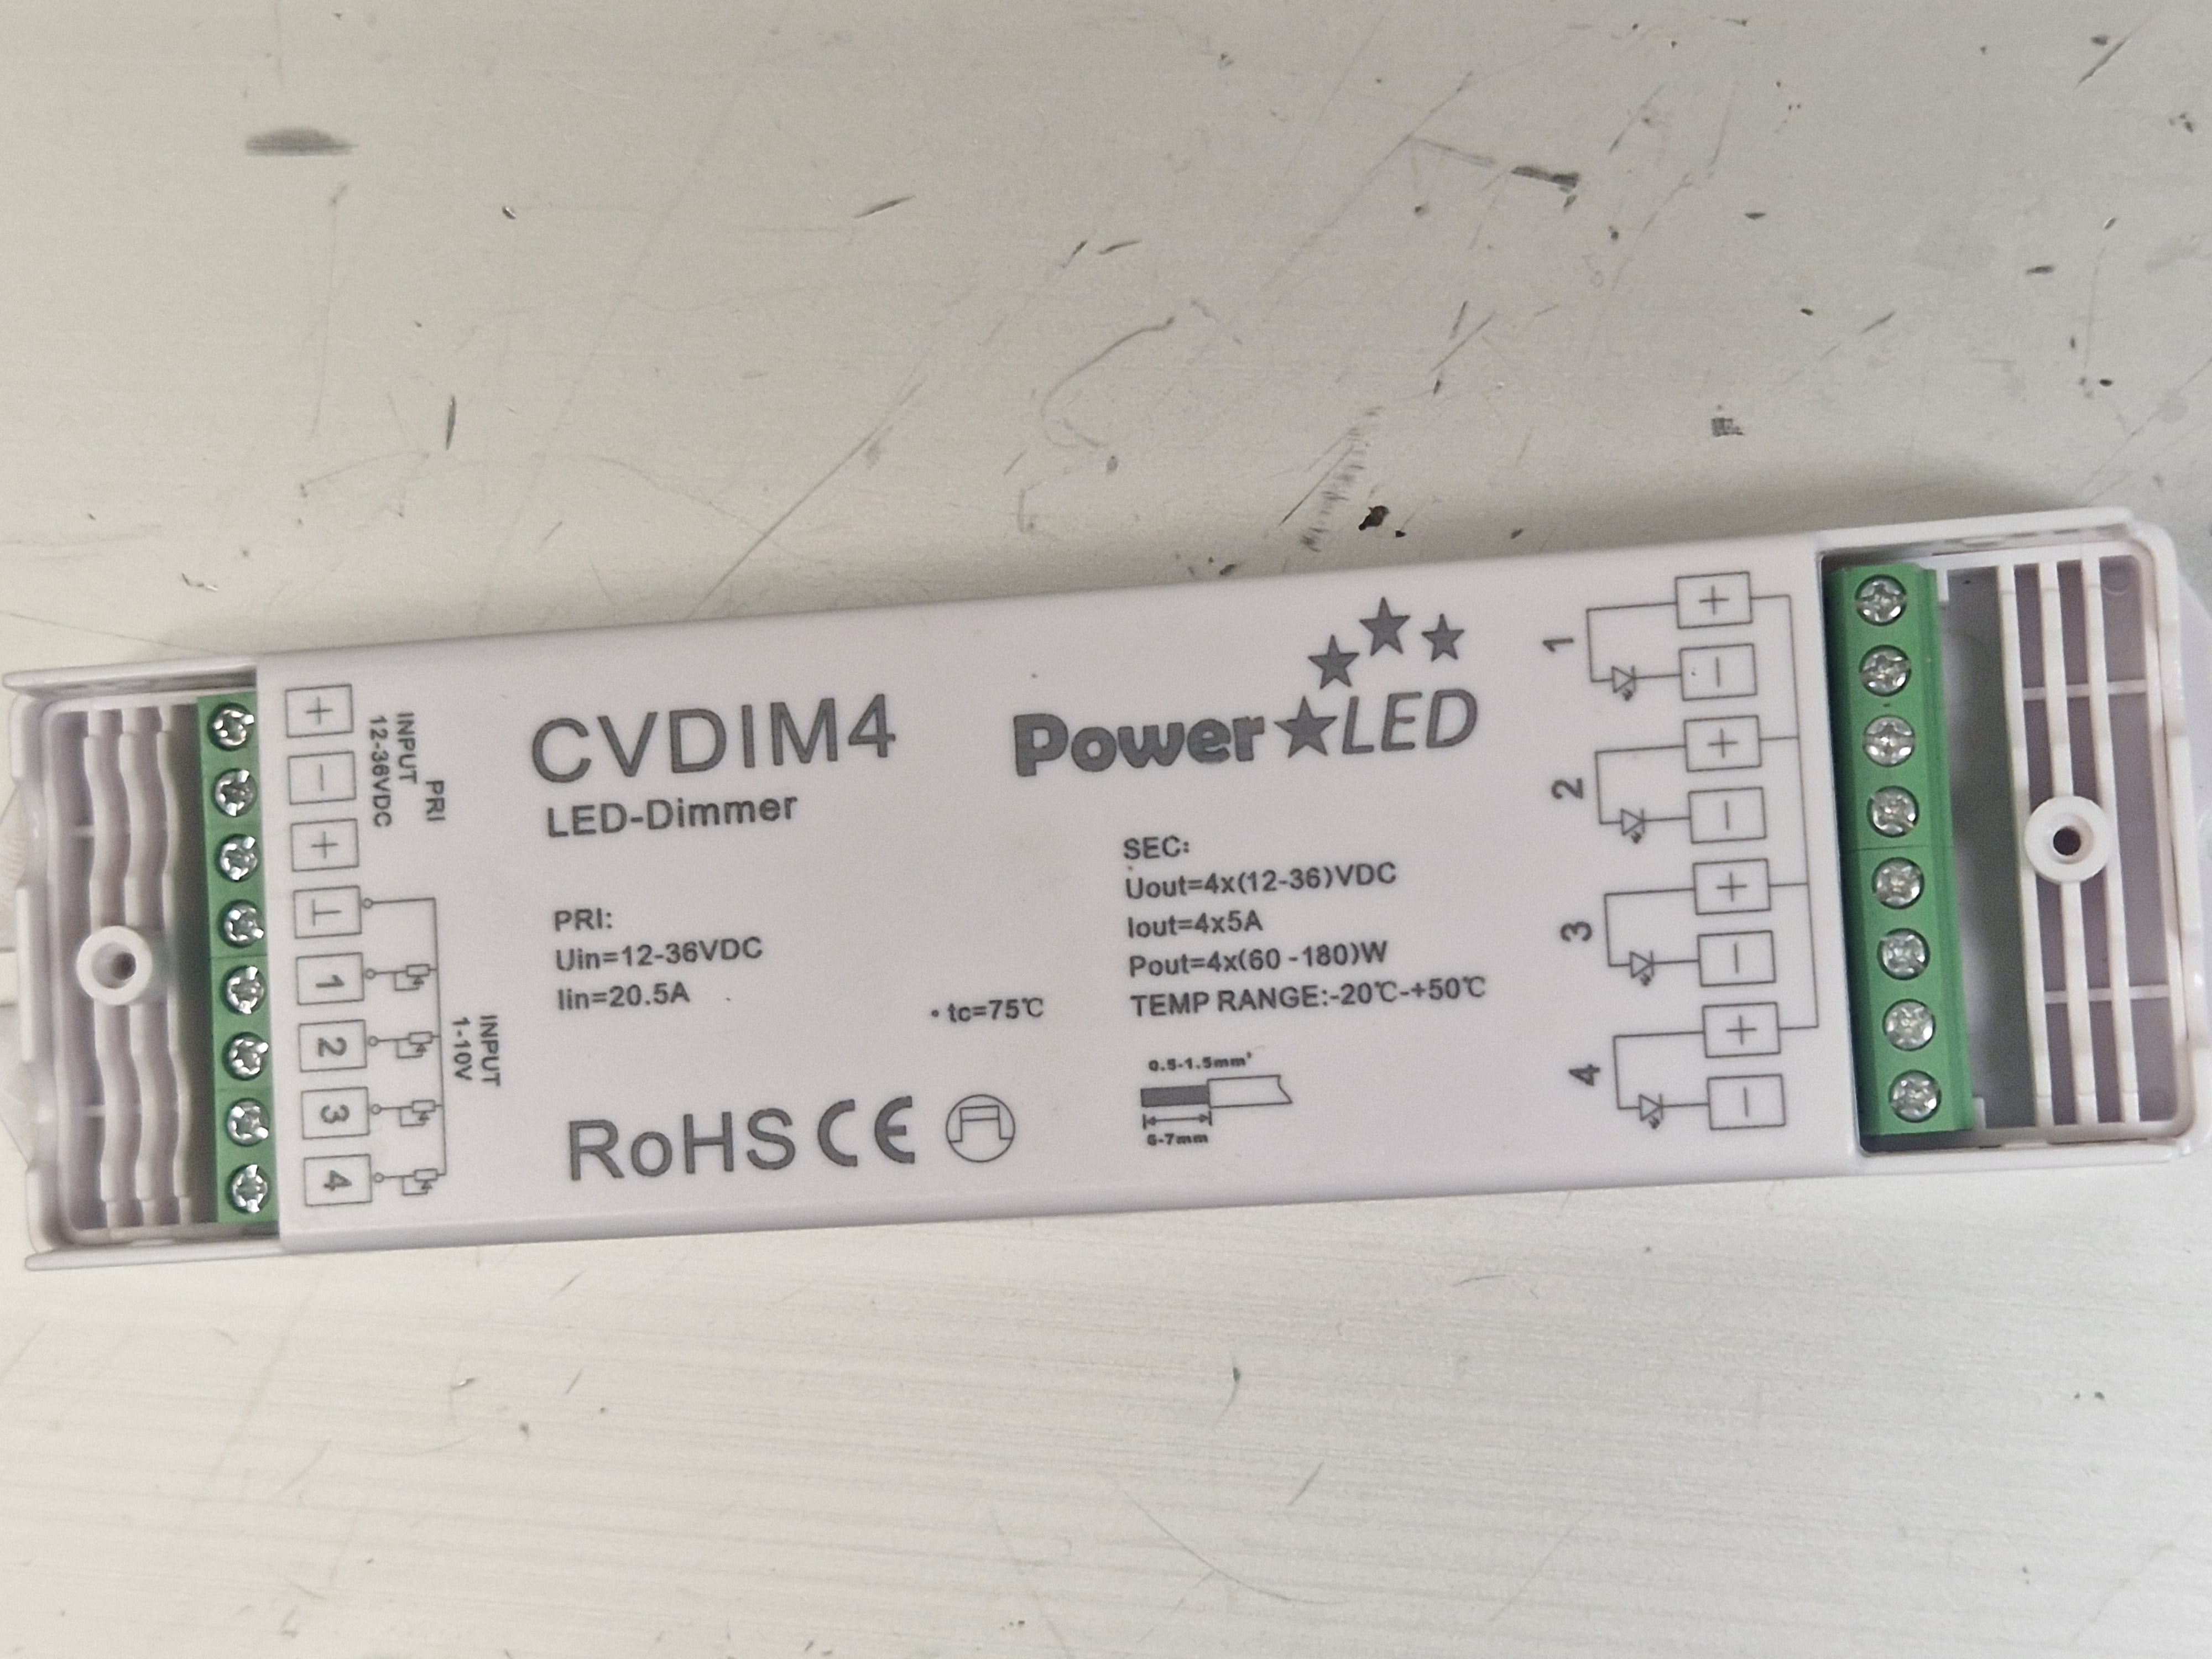 +
−
+
⊥
1
2
3
4
INPUT
12-36VDC
PRI
INPUT
1-10V
CVDIM4
LED-Dimmer
PRI:
Uin=12-36VDC
Iin=20.5A
• tc=75℃
RoHS CE
Power★LED
SEC:
Uout=4x(12-36)VDC
Iout=4x5A
Pout=4x(60-180)W
TEMP RANGE:-20℃-+50℃
0.5-1.5mm²
6-7mm
1
+
−
2
+
−
3
+
−
4
+
−